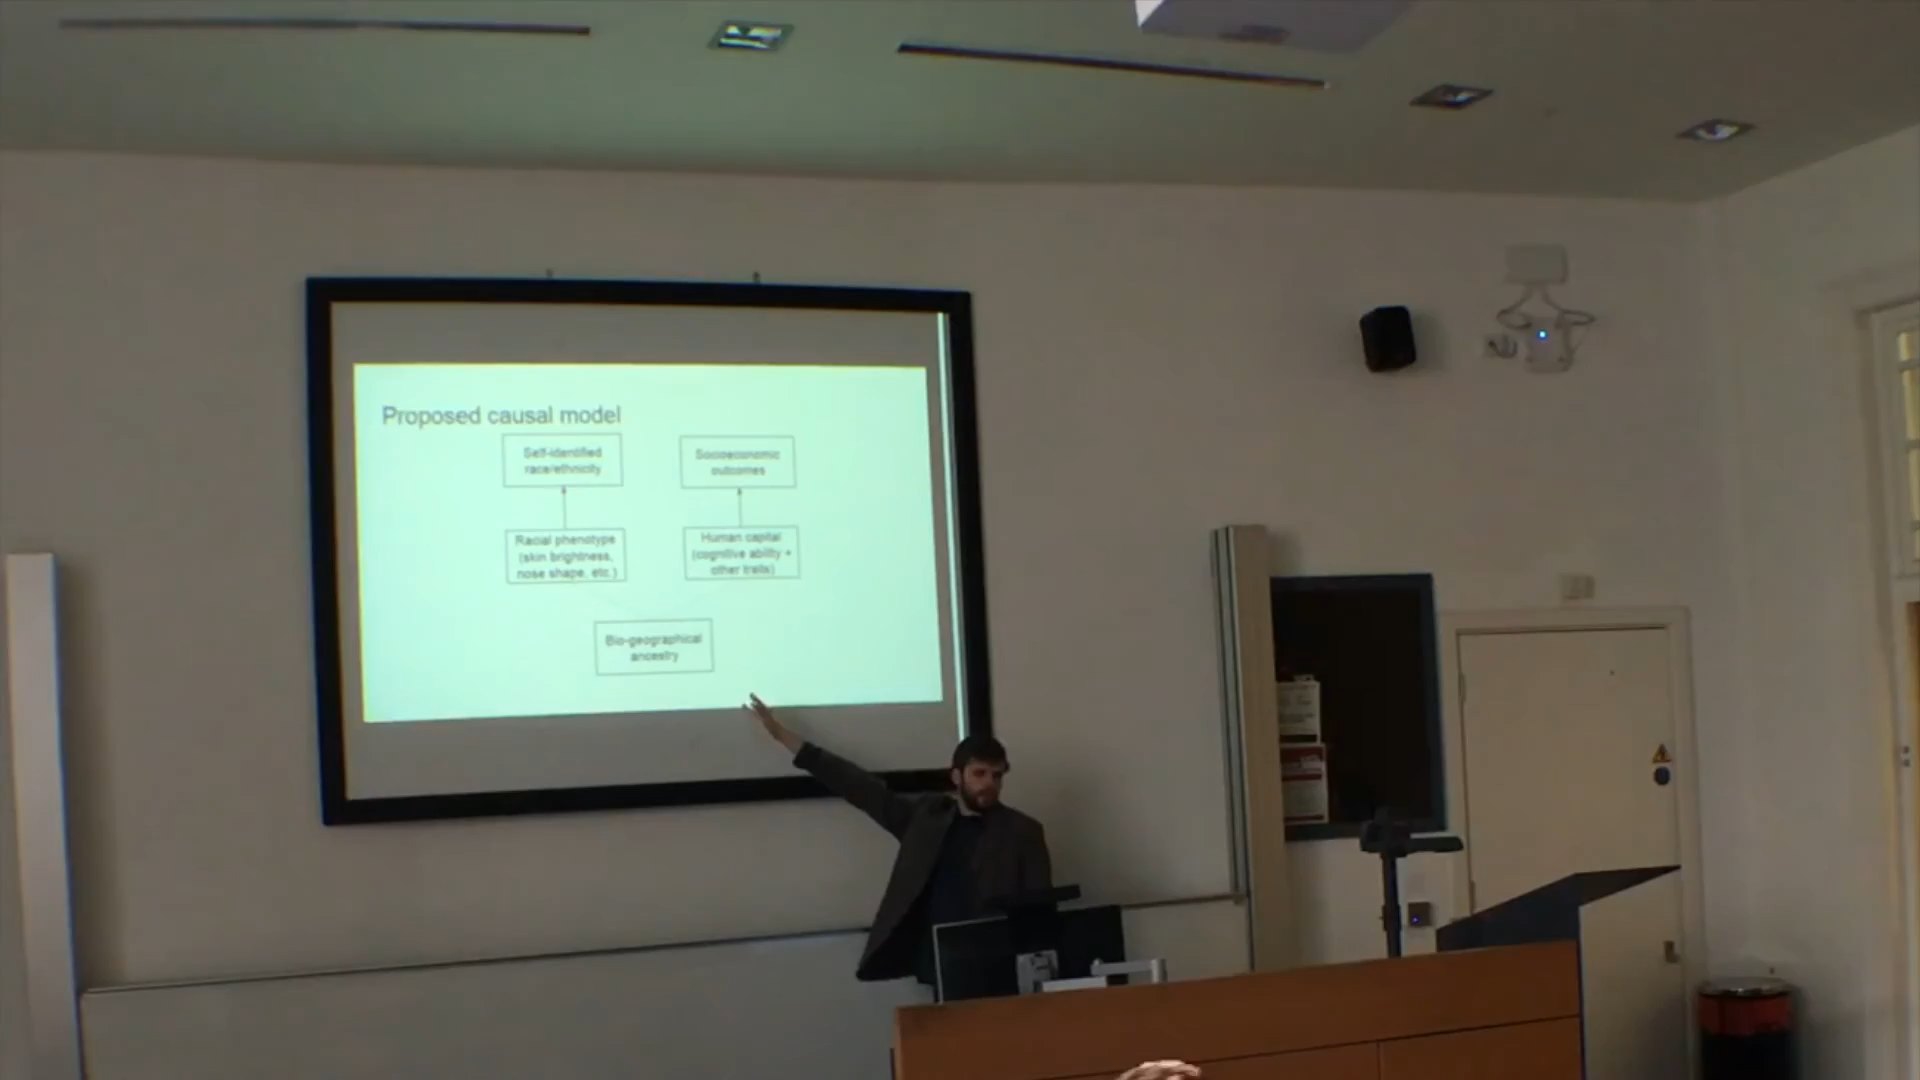 Proposed causal model
Self-identified
race/ethnicity
Socioeconomic
outcomes
Racial phenotype
(skin brightness,
nose shape, etc.)
Human capital
(cognitive ability +
other traits)
Bio-geographical
ancestry